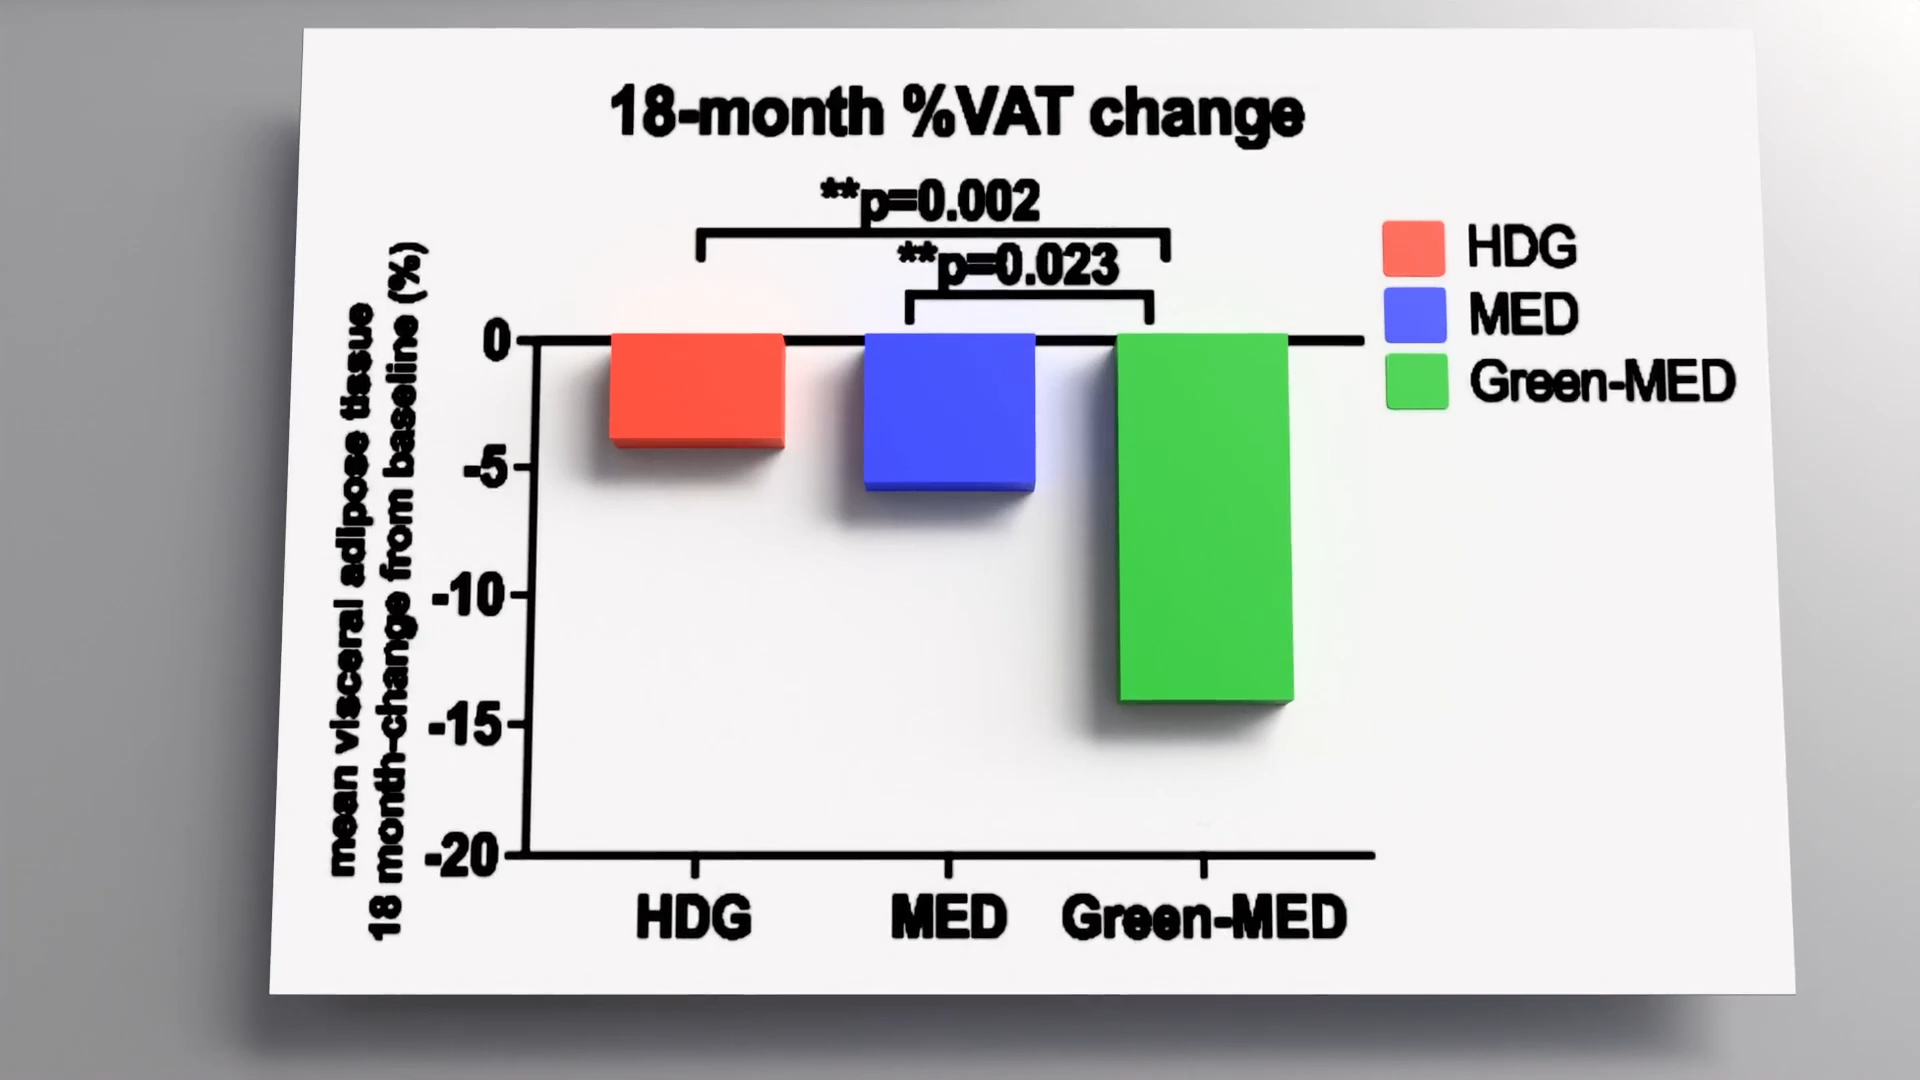 18-month %VAT change
**p=0.002
**p=0.023
HDG
MED
Green-MED
mean visceral adipose tissue
18 month-change from baseline (%)
0
-5
-10
-15
-20
HDG
MED
Green-MED